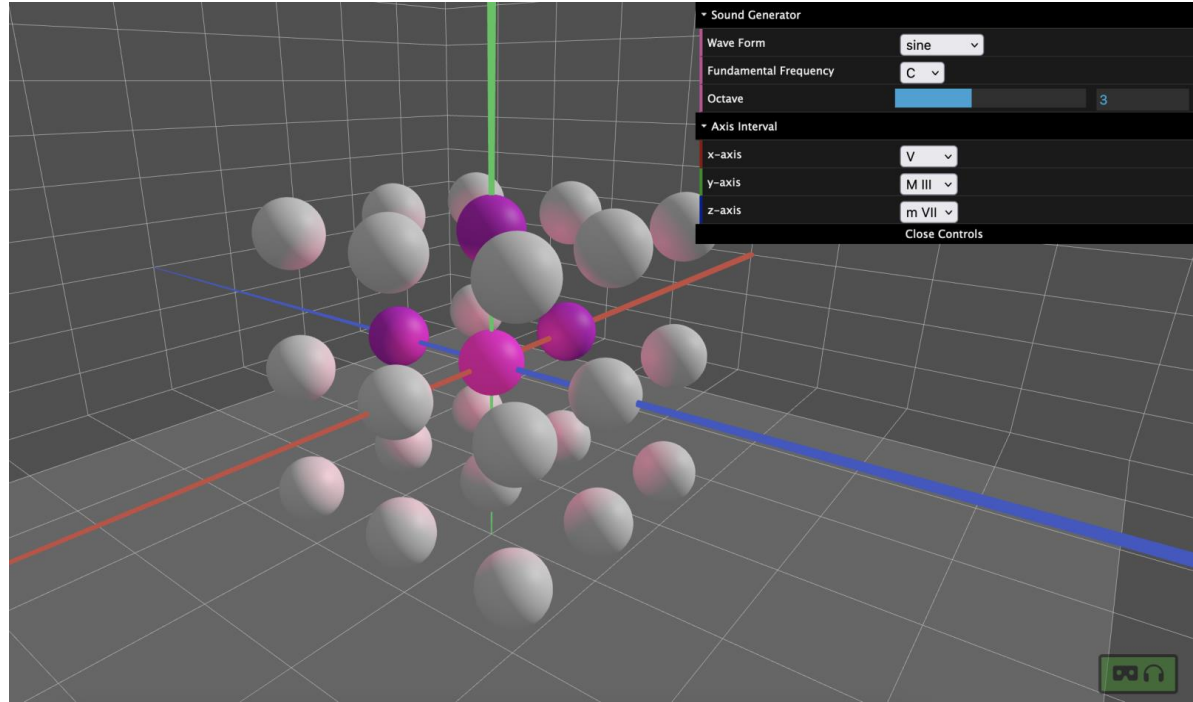 Sound Generator
Wave Form sine
Fundamental Frequency C
Octave 3
Axis Interval
x-axis V
y-axis M III
z-axis m VII
Close Controls